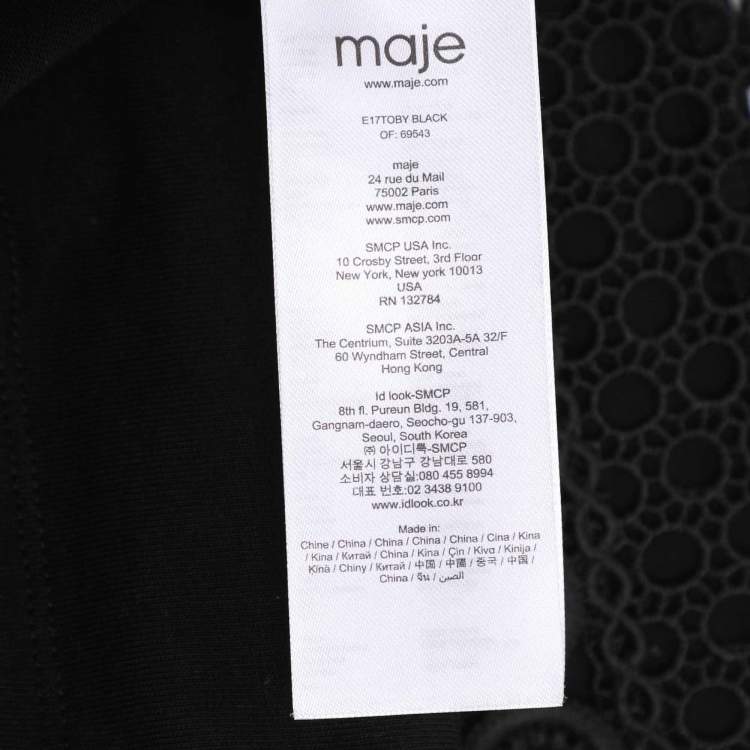 maje
www.maje.com
E17TOBY BLACK
OF: 69543
maje
24 rue du Mail
75002 Paris
www.maje.com
www.smcp.com
SMCP USA Inc.
10 Crosby Street, 3rd Floor
New York, New york 10013
USA
RN 132784
SMCP ASIA Inc.
The Centrium, Suite 3203A-5A 32/F
60 Wyndham Street, Central
Hong Kong
Id look-SMCP
8th fl. Pureun Bldg. 19, 581,
Gangnam-daero, Seocho-gu 137-903,
Seoul, South Korea
㈜ 아이디룩-SMCP
서울시 강남구 강남대로 580
소비자 상담실:080 455 8994
대표 번호:02 3438 9100
www.idlook.co.kr
Made in:
Chine / China / China / China / China / Cina / Kina
/ Kina / Китай / China / Kina / Çin / Kiva / Kinija /
Ķīnā / Chiny / Китай / 中国 / 中國 / 중국 / 中国 /
China / จีน / الصين